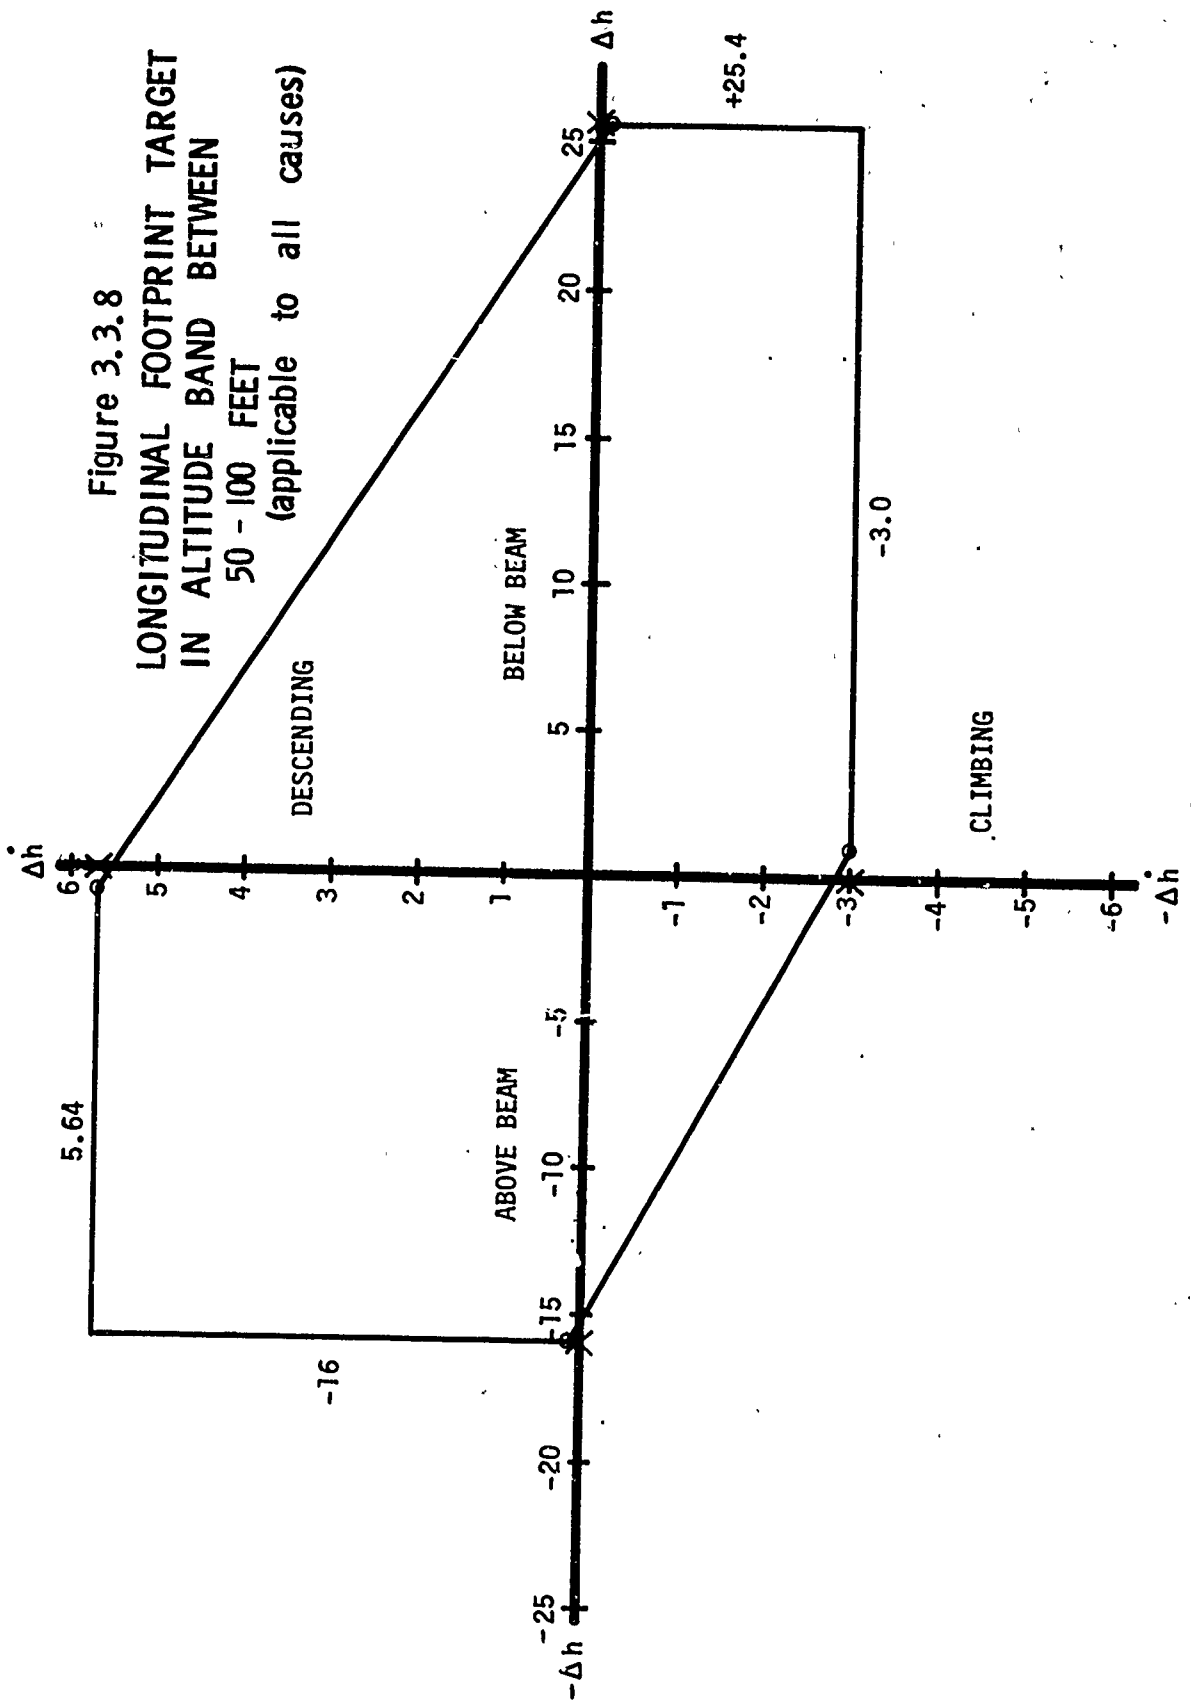 Figure 3.3.8
LONGITUDINAL FOOTPRINT TARGET
IN ALTITUDE BAND BETWEEN
50 - 100 FEET
(applicable to all causes)
Δḣ
6
5
4
3
2
1
-1
-2
-3
-4
-5
-6
-Δḣ
-Δh
-25
-20
-15
-10
-5
5
10
15
20
25
Δh
5.64
-16
DESCENDING
ABOVE BEAM
BELOW BEAM
+25.4
-3.0
CLIMBING